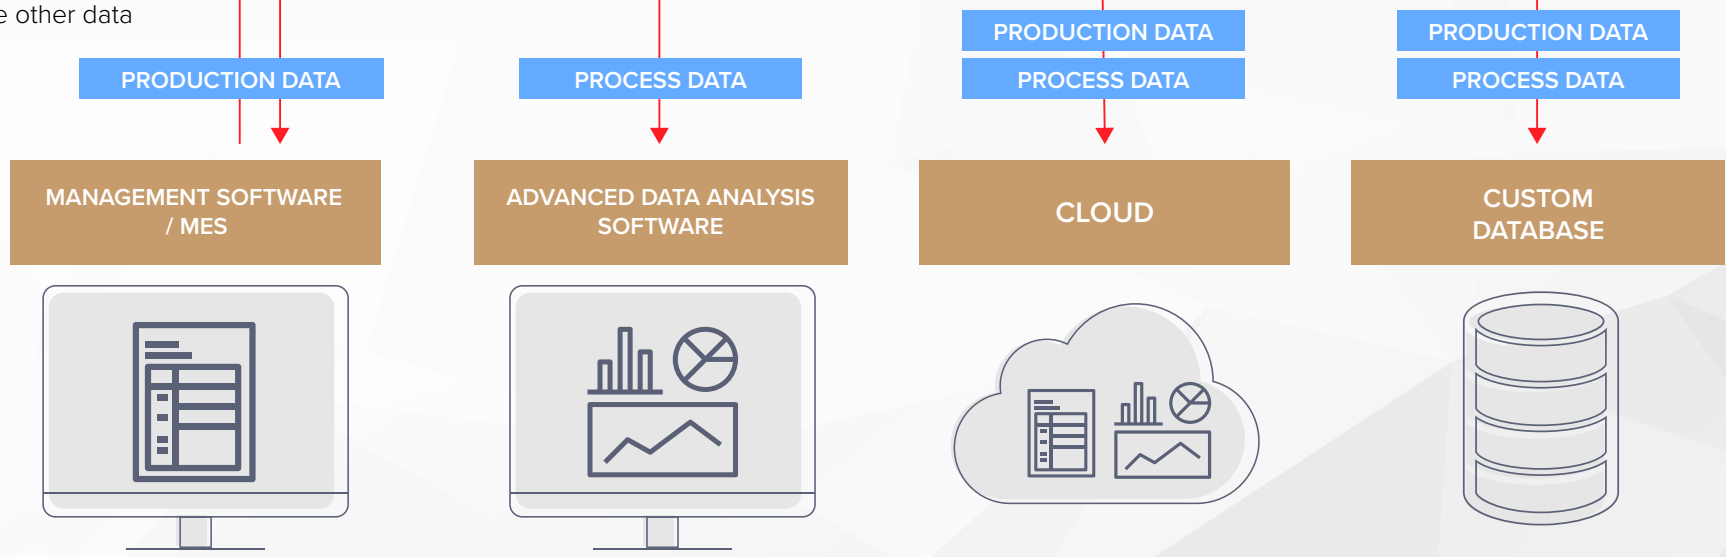 other data
PRODUCTION DATA
PROCESS DATA
PRODUCTION DATA
PROCESS DATA
PRODUCTION DATA
PROCESS DATA
MANAGEMENT SOFTWARE
/ MES
ADVANCED DATA ANALYSIS
SOFTWARE
CLOUD
CUSTOM
DATABASE